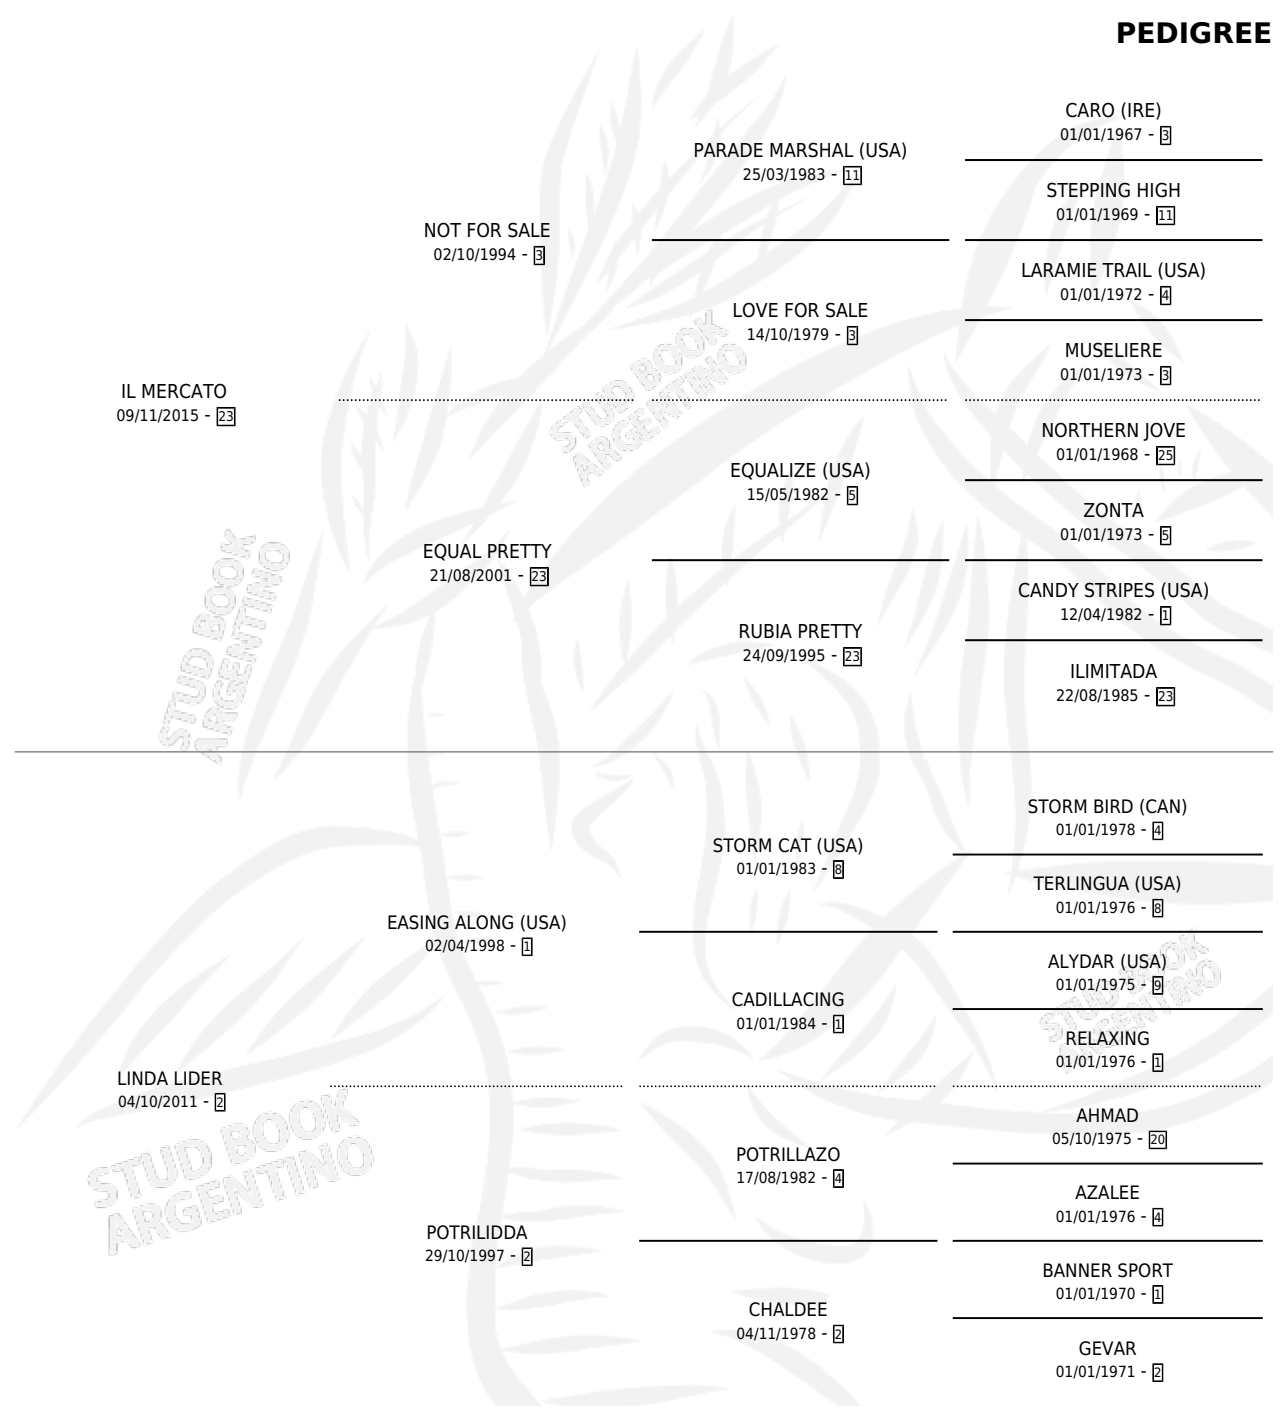 PEDIGREE
CARO (IRE)
01/01/1967 - 3
PARADE MARSHAL (USA)
25/03/1983 - 11
STEPPING HIGH
01/01/1969 - 11
NOT FOR SALE
02/10/1994 - 3
LARAMIE TRAIL (USA)
01/01/1972 - 4
LOVE FOR SALE
14/10/1979 - 3
MUSELIERE
01/01/1973 - 3
IL MERCATO
09/11/2015 - 23
STUD BOOK
ARGENTINO
NORTHERN JOVE
01/01/1968 - 25
EQUALIZE (USA)
15/05/1982 - 5
ZONTA
01/01/1973 - 5
EQUAL PRETTY
21/08/2001 - 23
CANDY STRIPES (USA)
12/04/1982 - 1
RUBIA PRETTY
24/09/1995 - 23
ILIMITADA
22/08/1985 - 23
STUD BOOK
ARGENTINO
STORM BIRD (CAN)
01/01/1978 - 4
STORM CAT (USA)
01/01/1983 - 8
TERLINGUA (USA)
01/01/1976 - 8
EASING ALONG (USA)
02/04/1998 - 1
ALYDAR (USA)
01/01/1975 - 9
CADILLACING
01/01/1984 - 1
STUD BOOK
ARGENTINO
RELAXING
01/01/1976 - 1
LINDA LIDER
04/10/2011 - 2
AHMAD
05/10/1975 - 20
POTRILLAZO
17/08/1982 - 4
STUD BOOK
ARGENTINO
AZALEE
01/01/1976 - 4
POTRILIDDA
29/10/1997 - 2
BANNER SPORT
01/01/1970 - 1
CHALDEE
04/11/1978 - 2
GEVAR
01/01/1971 - 2